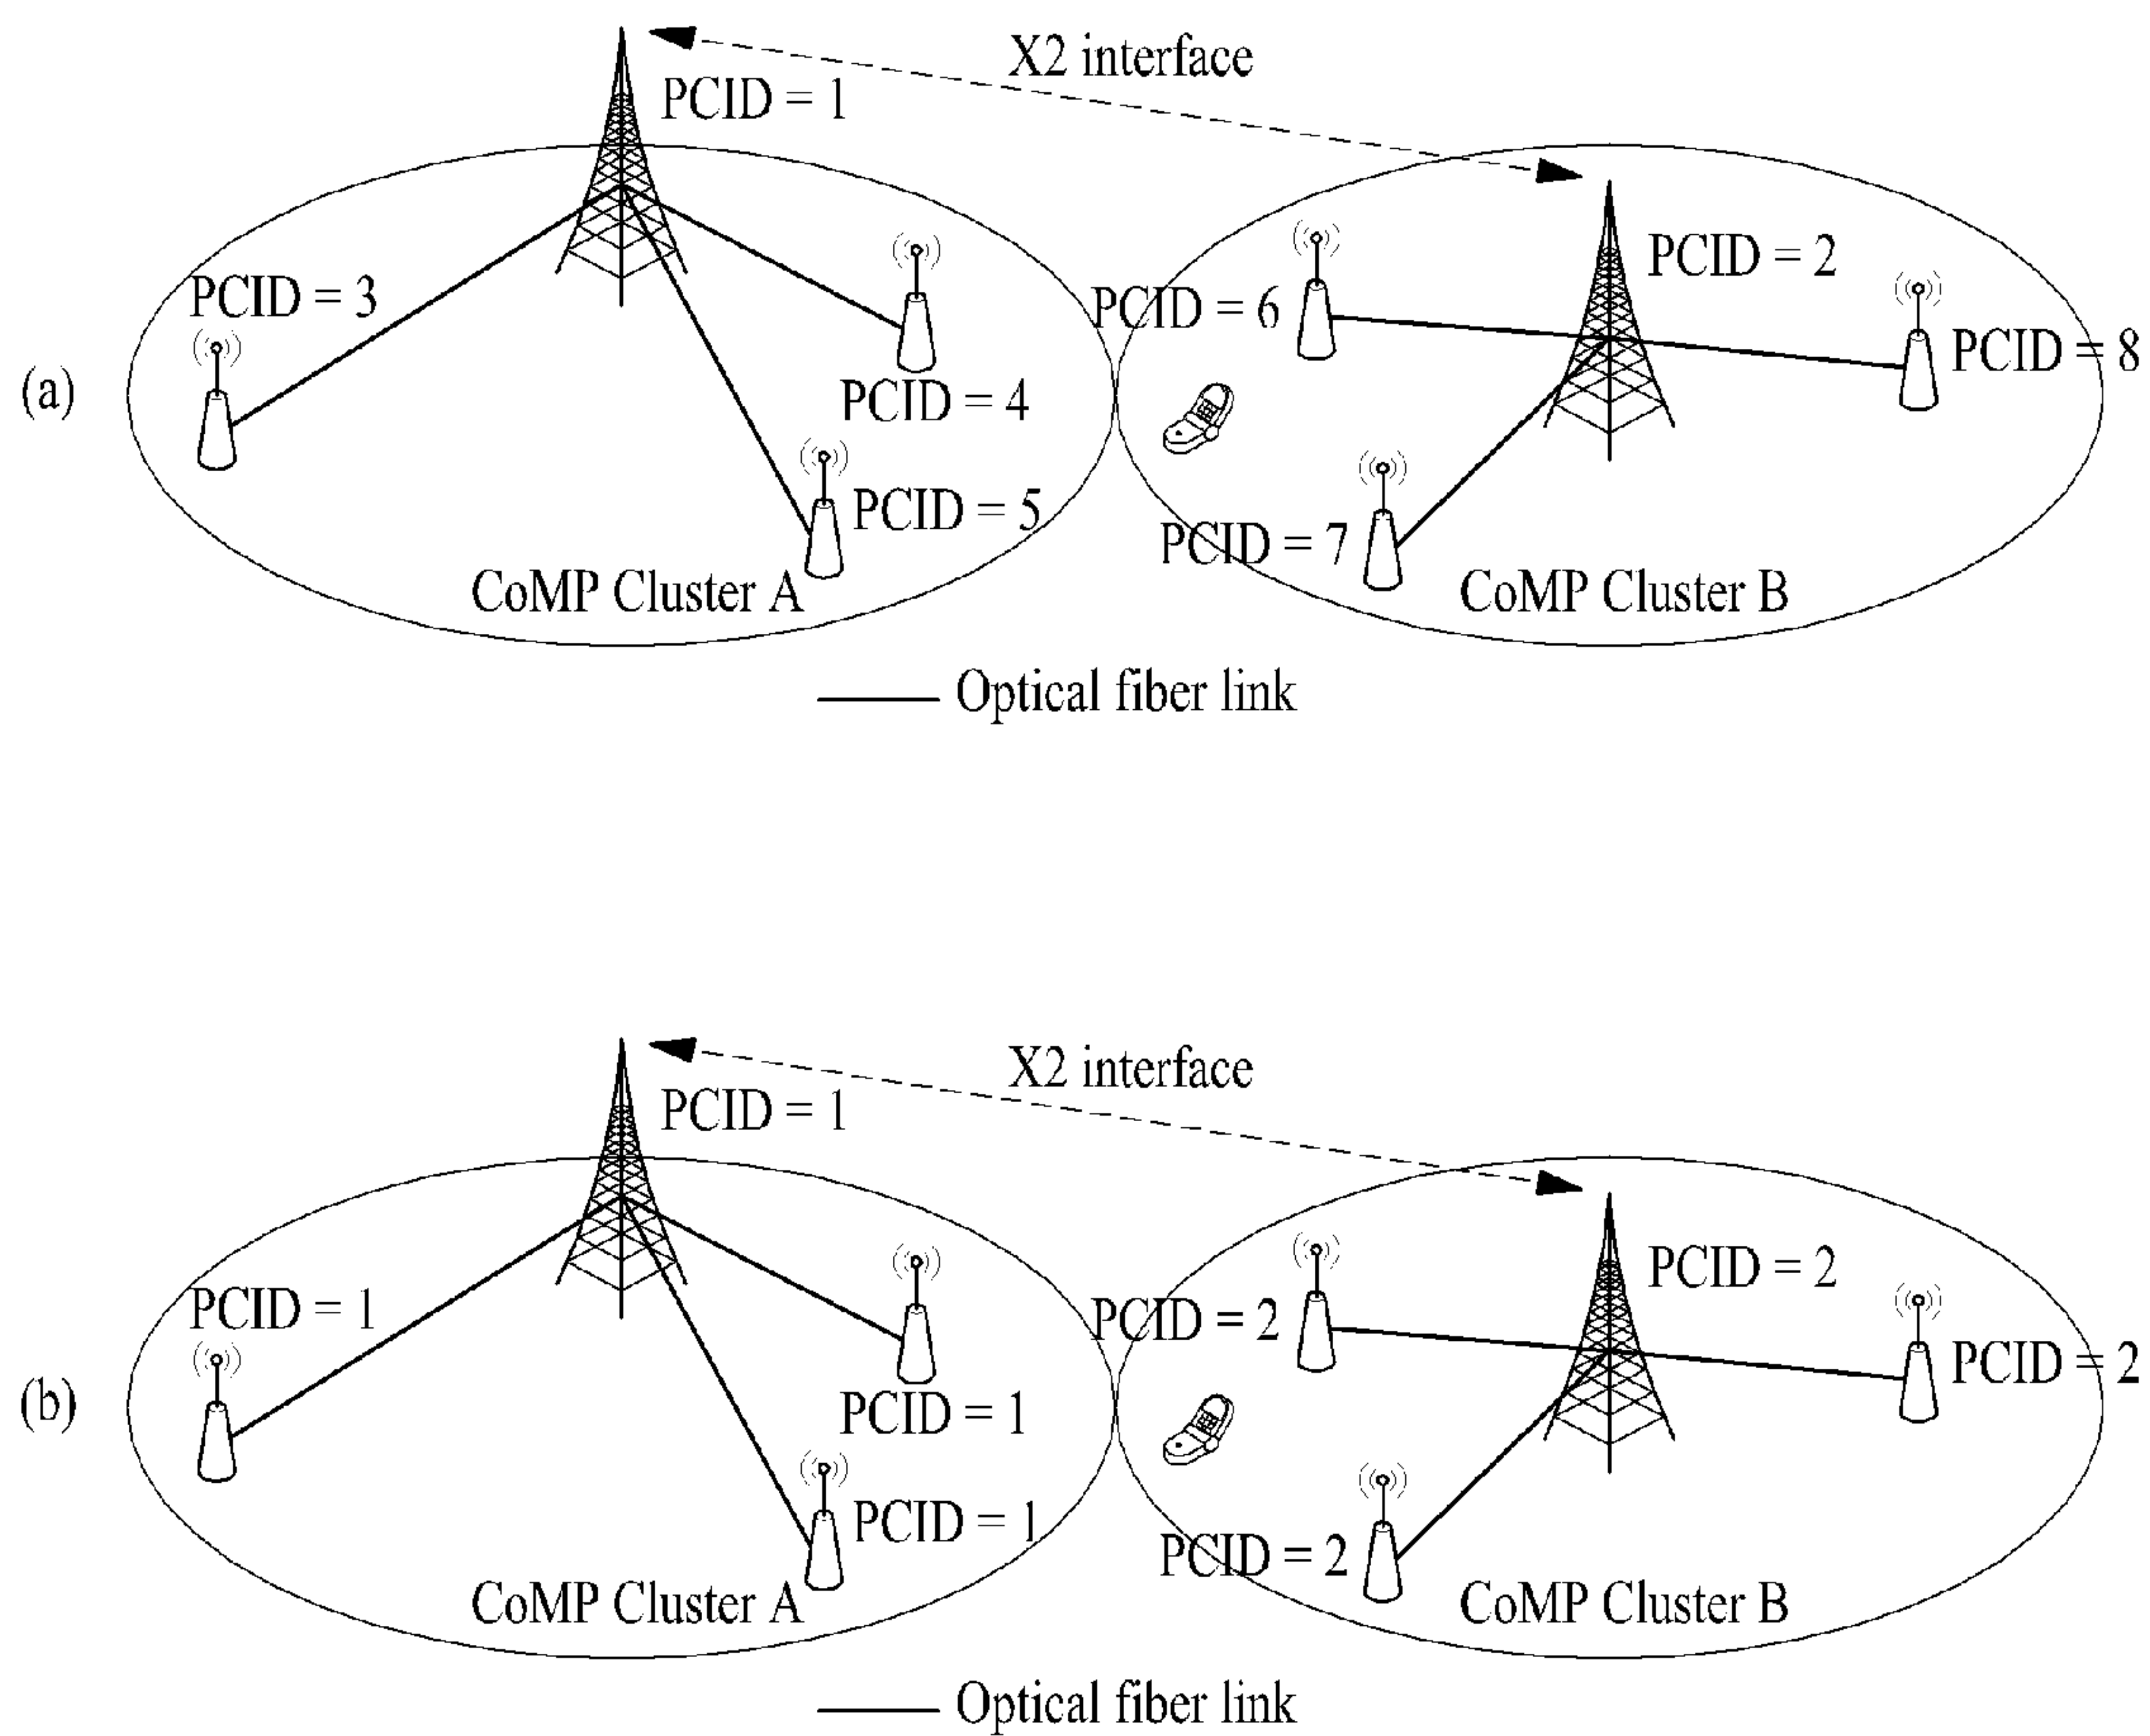 X2 interface
PCID = 1
PCID = 2
PCID = 3
PCID = 6
PCID = 8
(a)
PCID = 4
PCID = 5
PCID = 7
CoMP Cluster A
CoMP Cluster B
Optical fiber link
X2 interface
PCID = 1
PCID = 2
PCID = 1
PCID = 2
PCID = 2
(b)
PCID = 1
PCID = 1
PCID = 2
CoMP Cluster A
CoMP Cluster B
Optical fiber link